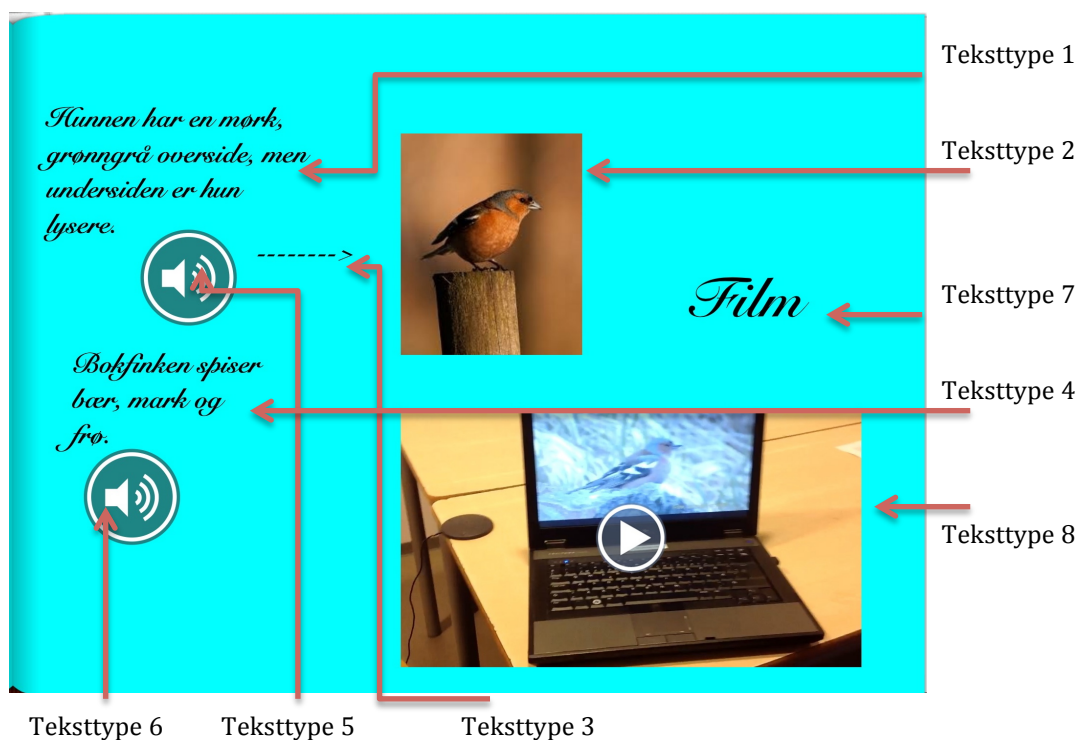 Teksttype 1
Hunnen har en mørk,
grønngrå overside, men
undersiden er hun
lysere.
-------->
Teksttype 2
Film
Teksttype 7
Bokfinken spiser
bær, mark og
frø.
Teksttype 4
Teksttype 8
Teksttype 6
Teksttype 5
Teksttype 3